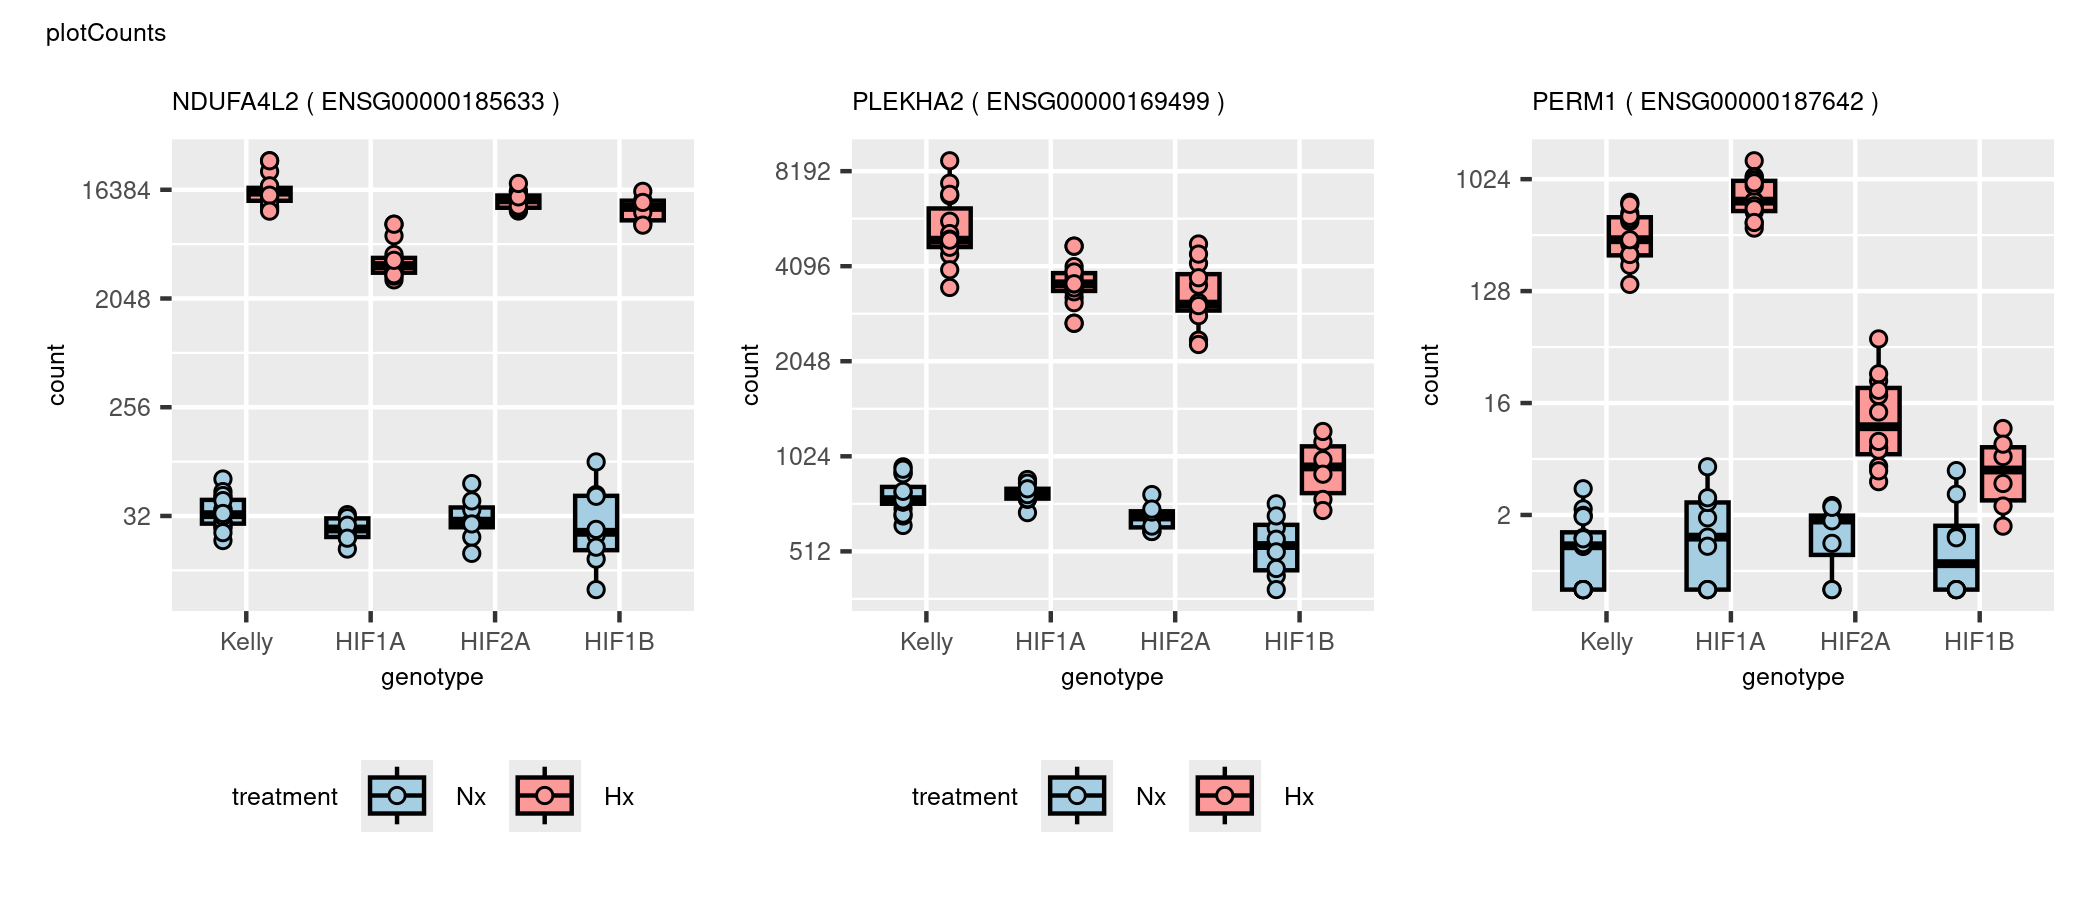 plotCounts
NDUFA4L2 ( ENSG00000185633 )
16384
2048
256
32
count
Kelly HIF1A HIF2A HIF1B
genotype
treatment Nx Hx
PLEKHA2 ( ENSG00000169499 )
8192
4096
2048
1024
512
count
Kelly HIF1A HIF2A HIF1B
genotype
treatment Nx Hx
PERM1 ( ENSG00000187642 )
1024
128
16
2
count
Kelly HIF1A HIF2A HIF1B
genotype